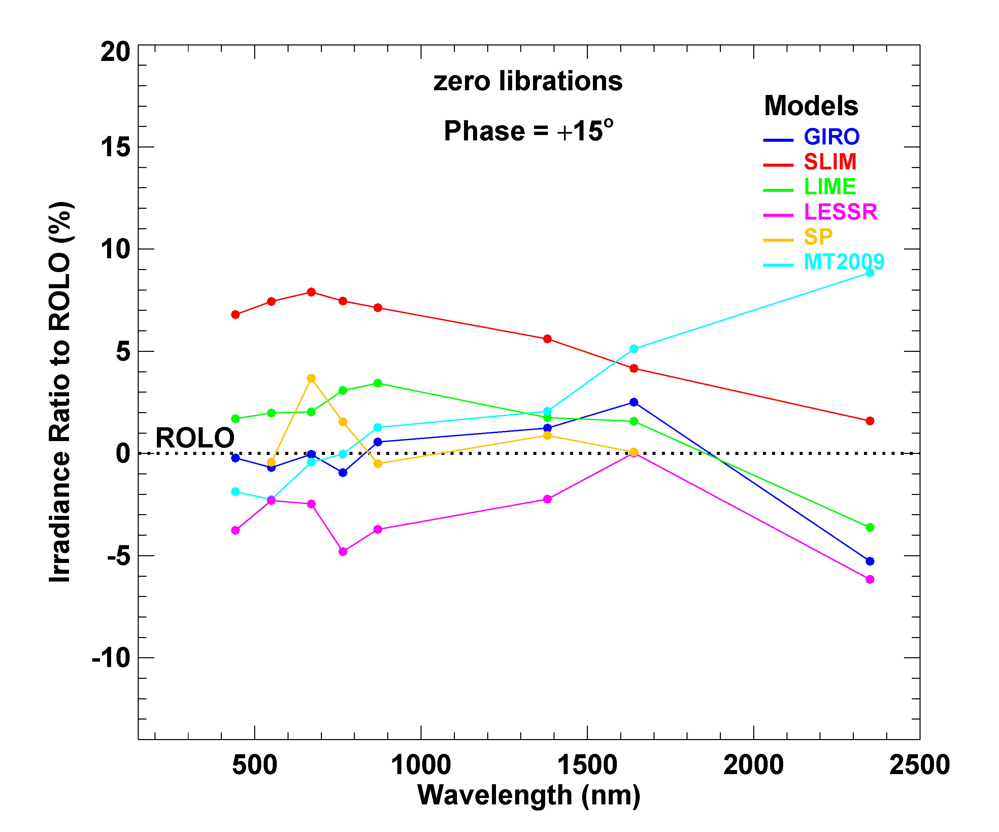 20
15
10
5
0
-5
-10
Irradiance Ratio to ROLO (%)
zero librations
Phase = +15°
Models
GIRO
SLIM
LIME
LESSR
SP
MT2009
ROLO
500
1000
1500
2000
2500
Wavelength (nm)